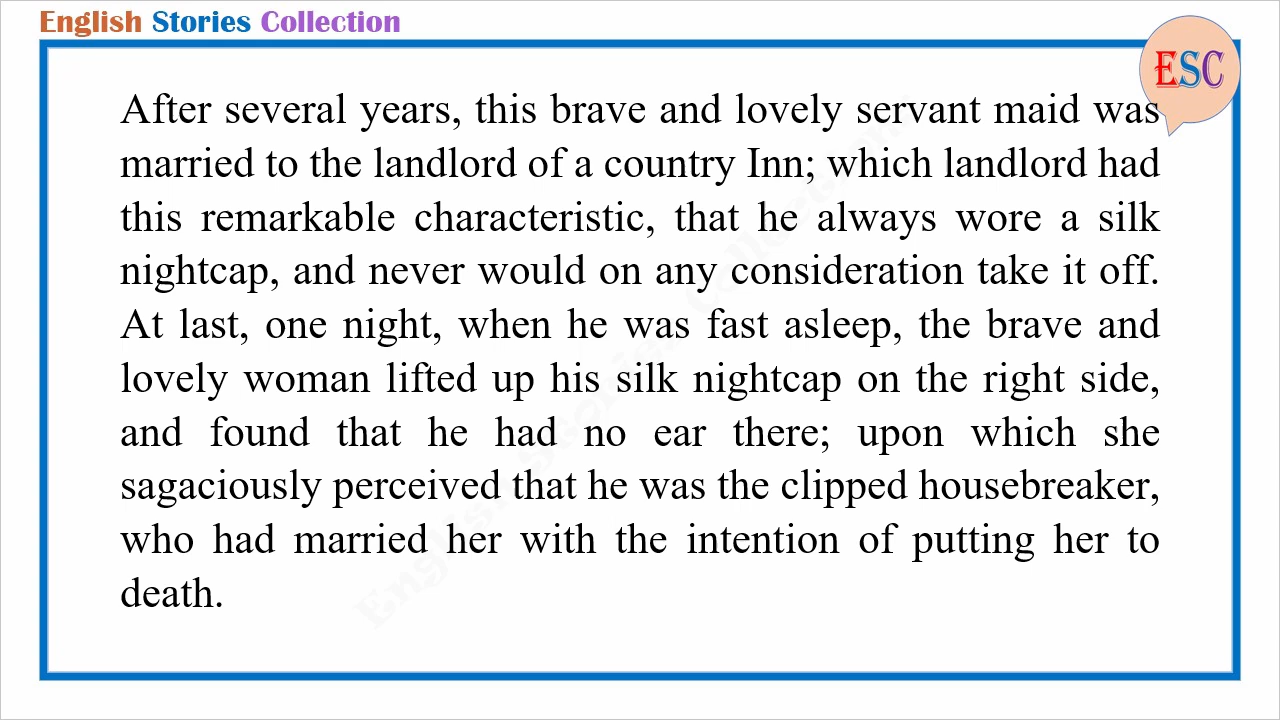 English Stories Collection
ESC
After several years, this brave and lovely servant maid was
married to the landlord of a country Inn; which landlord had
this remarkable characteristic, that he always wore a silk
nightcap, and never would on any consideration take it off.
At last, one night, when he was fast asleep, the brave and
lovely woman lifted up his silk nightcap on the right side,
and found that he had no ear there; upon which she
sagaciously perceived that he was the clipped housebreaker,
who had married her with the intention of putting her to
death.
English Stories Collection